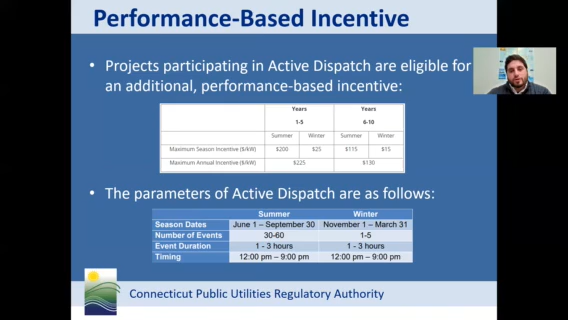 Performance-Based Incentive
• Projects participating in Active Dispatch are eligible for
an additional, performance-based incentive:
Years Years
1-5 6-10
Summer Winter Summer Winter
Maximum Season Incentive ($/kW) $200 $25 $115 $15
Maximum Annual Incentive ($/kW) $225 $130
• The parameters of Active Dispatch are as follows:
Summer Winter
Season Dates June 1 – September 30 November 1 – March 31
Number of Events 30-60 1-5
Event Duration 1 - 3 hours 1 - 3 hours
Timing 12:00 pm – 9:00 pm 12:00 pm – 9:00 pm
Connecticut Public Utilities Regulatory Authority